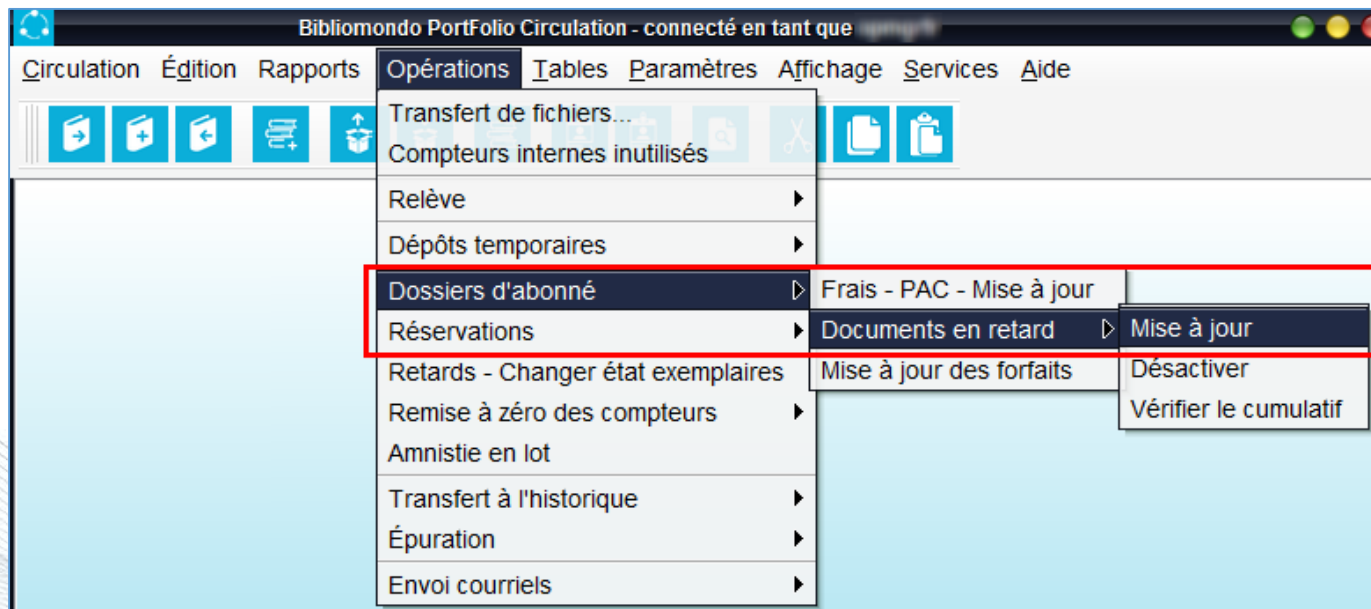 Bibliomondo PortFolio Circulation - connecté en tant que
Circulation Édition Rapports Opérations Tables Paramètres Affichage Services Aide
Transfert de fichiers...
Compteurs internes inutilisés
Relève
Dépôts temporaires
Dossiers d'abonné Frais - PAC - Mise à jour
Réservations Documents en retard Mise à jour
Retards - Changer état exemplaires Mise à jour des forfaits Désactiver
Remise à zéro des compteurs Vérifier le cumulatif
Amnistie en lot
Transfert à l'historique
Épuration
Envoi courriels